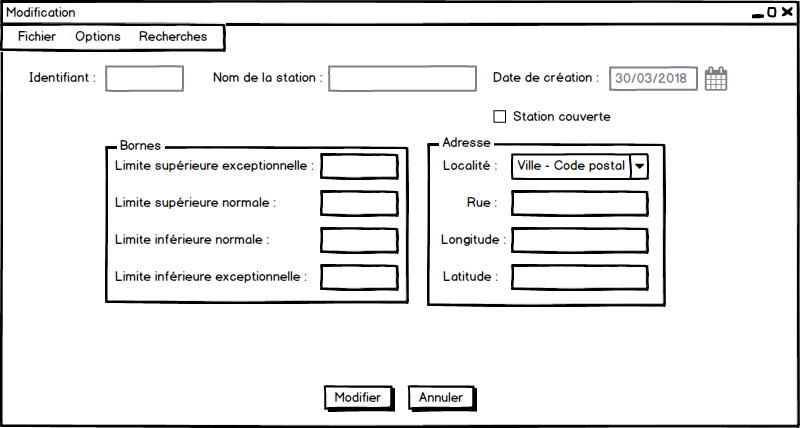 Modification
Fichier Options Recherches
Identifiant : Nom de la station : Date de création : 30/03/2018
Station couverte
Bornes
Limite supérieure exceptionnelle :
Limite supérieure normale :
Limite inférieure normale :
Limite inférieure exceptionnelle :
Adresse
Localité : Ville - Code postal
Rue :
Longitude :
Latitude :
Modifier Annuler